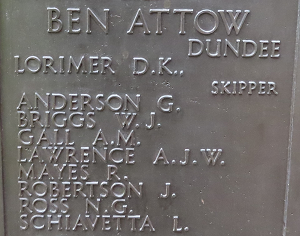 BEN ATTOW
DUNDEE
LORIMER D.K.,
SKIPPER
ANDERSON G.
BRIGGS W.J.
GALL A.M.
LAWRENCE A.J.W.
MAYES R.
ROBERTSON J.
ROSS N.G.
SCHIAVETTA L.